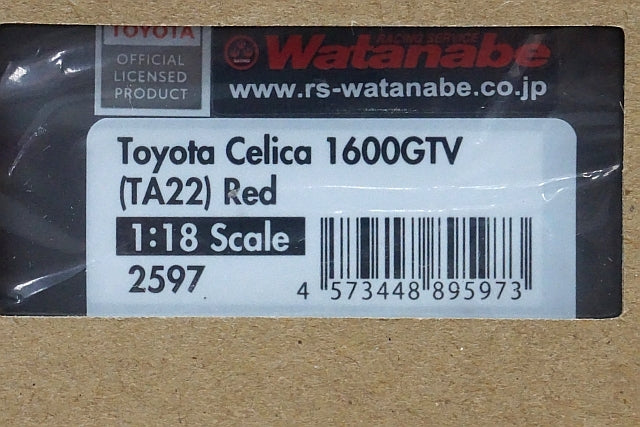 TOYOTA
OFFICIAL
LICENSED
PRODUCT
RACING SERVICE
Watanabe
www.rs-watanabe.co.jp
Toyota Celica 1600GTV
(TA22) Red
1:18 Scale
2597
4 573448 895973